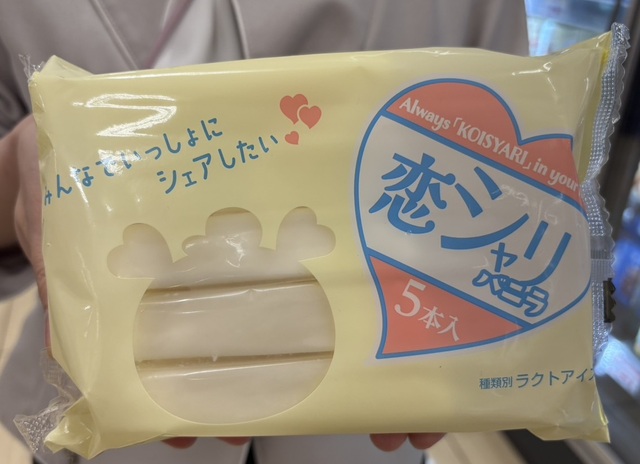 みんなでいっしょに
シェアしたい
Always「KOISYARI」in your
恋シャリ
バニラ
5本入
種類別 ラクトアイス